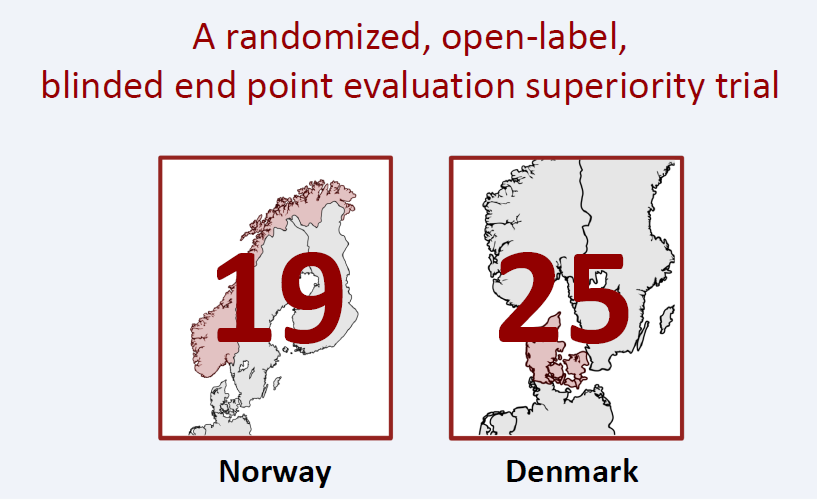 A randomized, open-label,
blinded end point evaluation superiority trial
19
25
Norway
Denmark